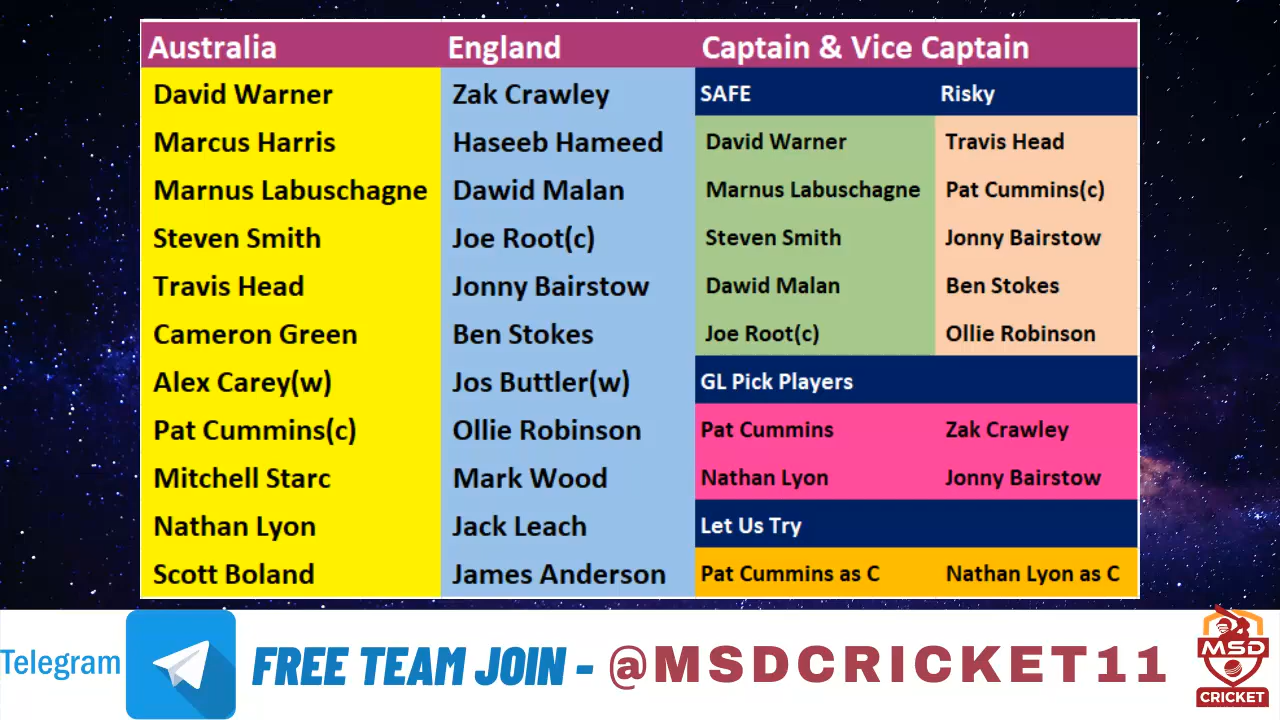 Australia England Captain & Vice Captain
David Warner Zak Crawley SAFE Risky
Marcus Harris Haseeb Hameed David Warner Travis Head
Marnus Labuschagne Dawid Malan Marnus Labuschagne Pat Cummins(c)
Steven Smith Joe Root(c) Steven Smith Jonny Bairstow
Travis Head Jonny Bairstow Dawid Malan Ben Stokes
Cameron Green Ben Stokes Joe Root(c) Ollie Robinson
Alex Carey(w) Jos Buttler(w) GL Pick Players
Pat Cummins(c) Ollie Robinson Pat Cummins Zak Crawley
Mitchell Starc Mark Wood Nathan Lyon Jonny Bairstow
Nathan Lyon Jack Leach Let Us Try
Scott Boland James Anderson Pat Cummins as C Nathan Lyon as C
Telegram FREE TEAM JOIN - @MSDCRICKET11
MSD
CRICKET